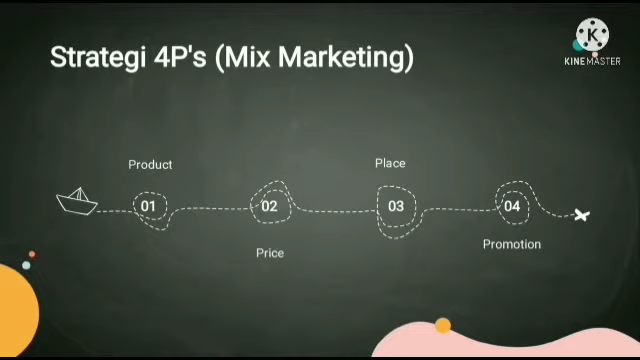 Strategi 4P's (Mix Marketing)
K
KINEMASTER
Product
Place
01
02
03
04
Price
Promotion